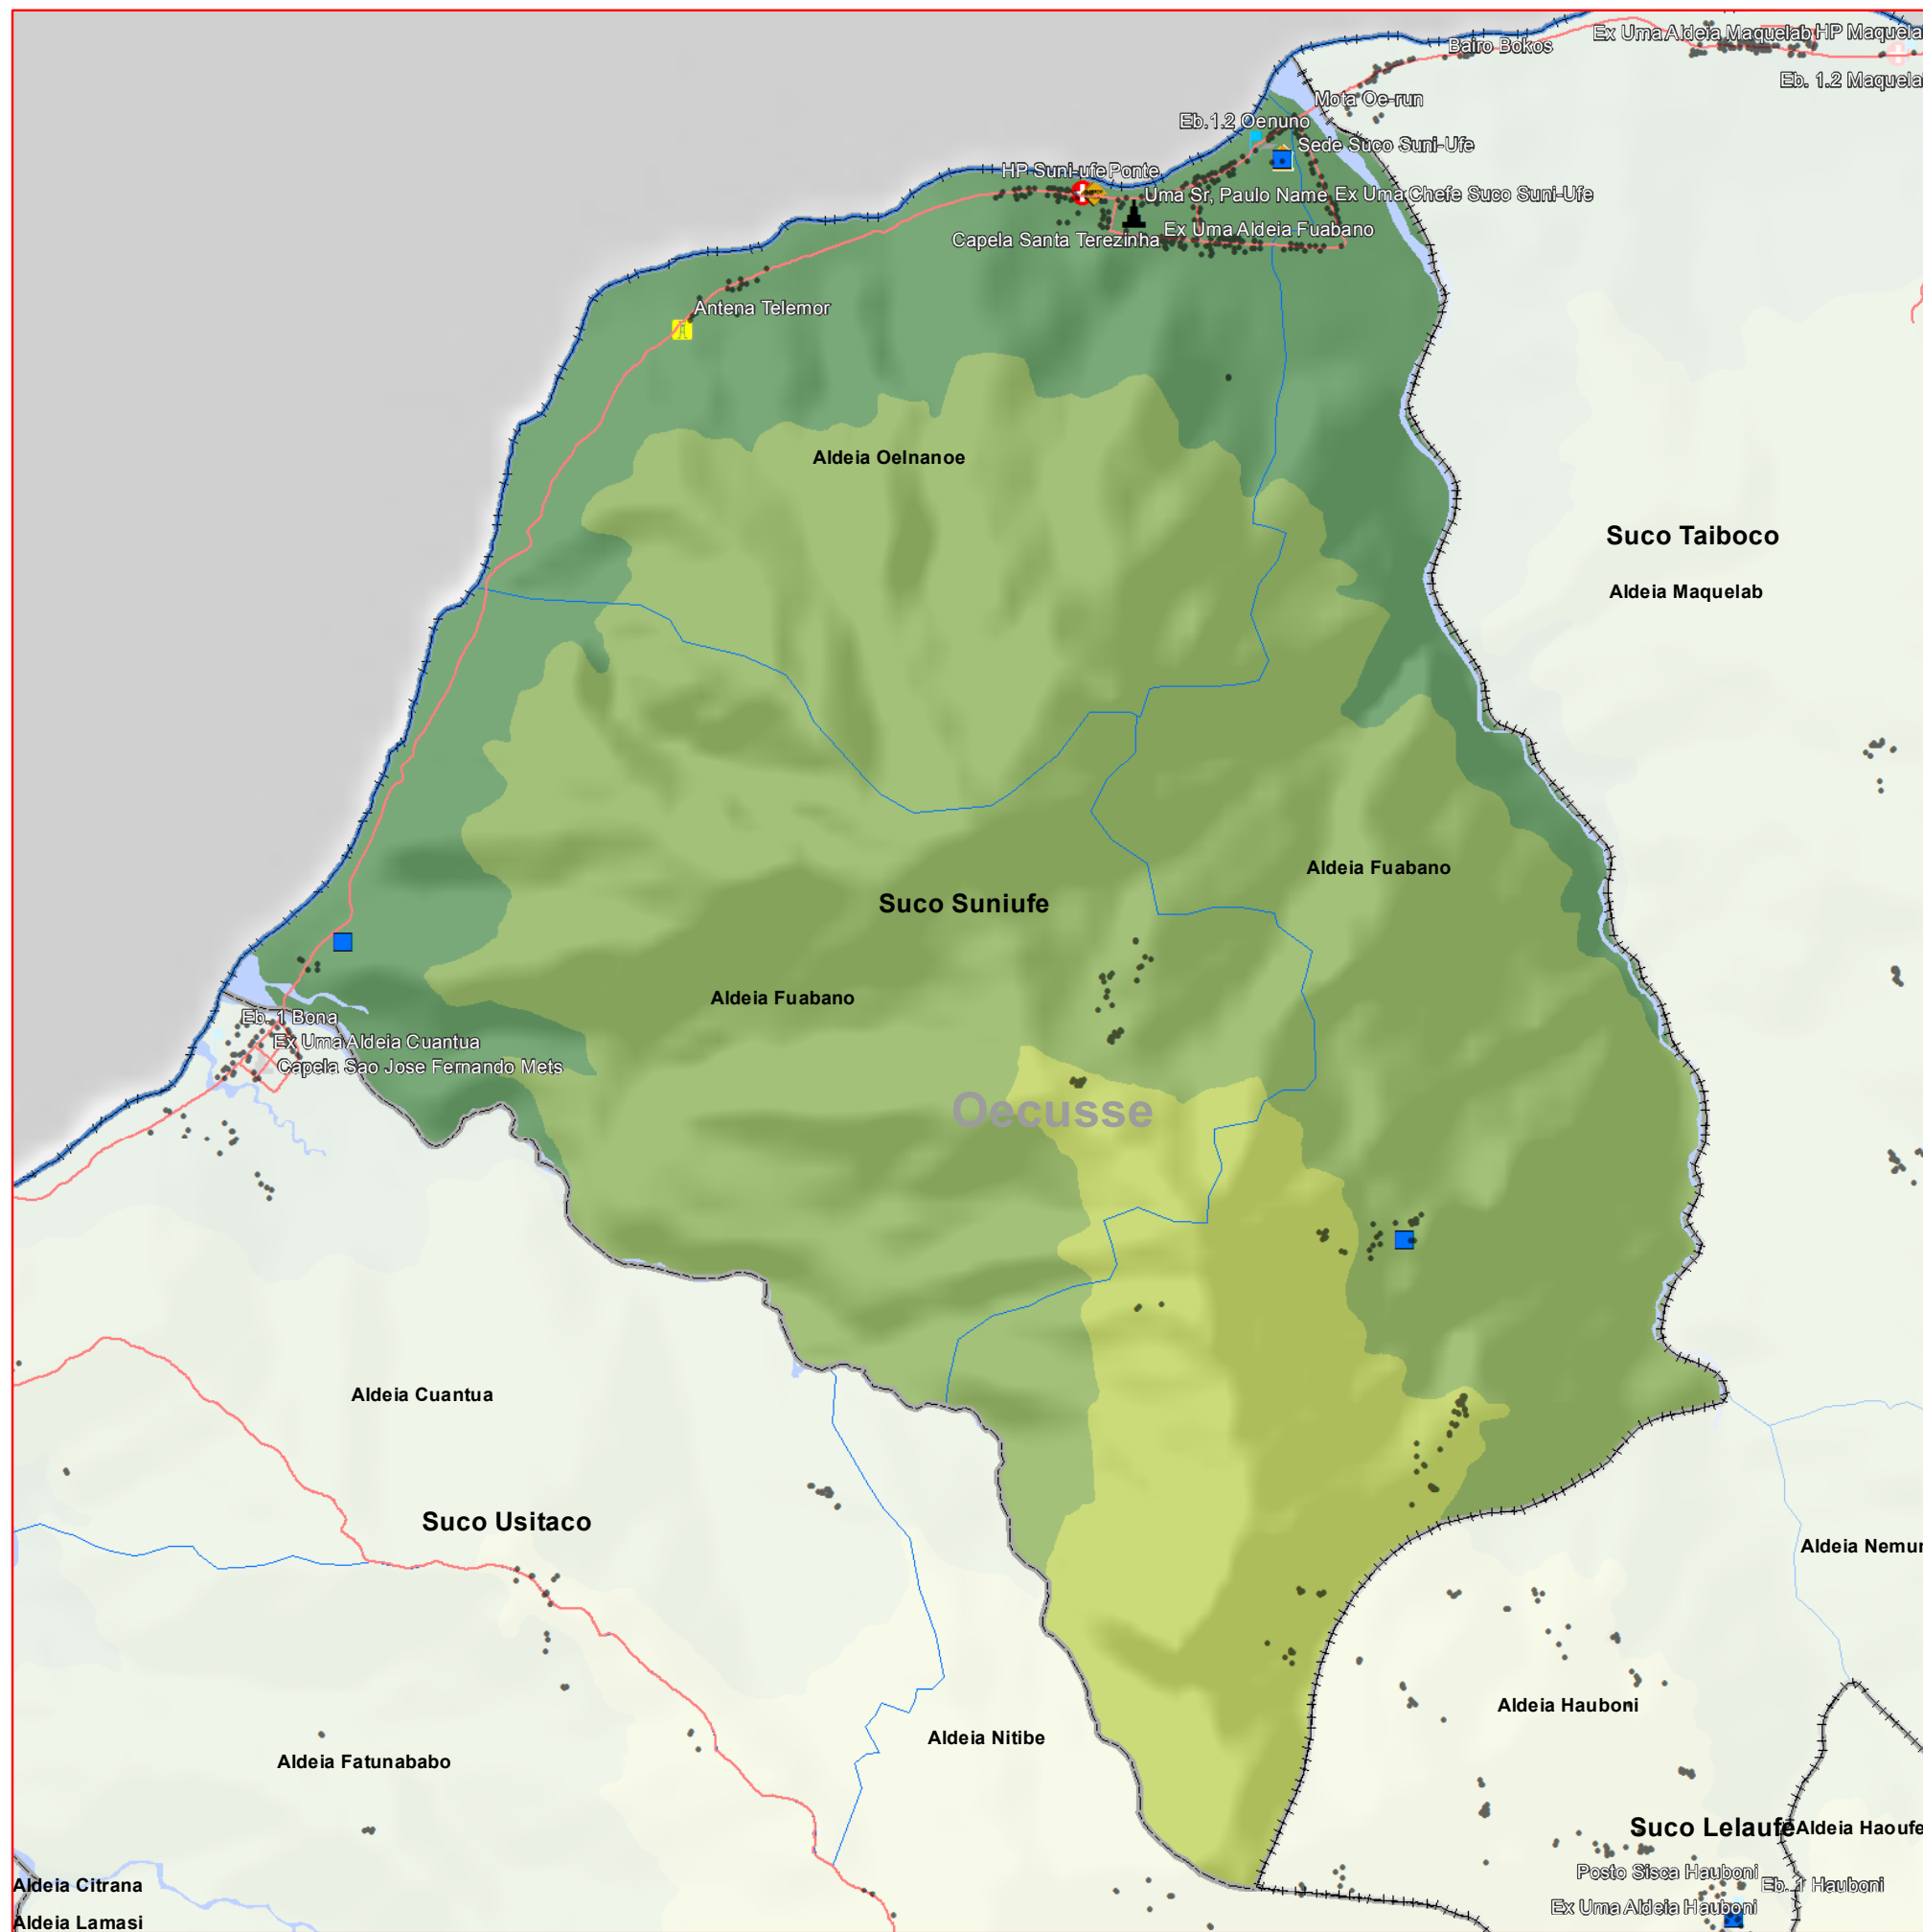 Ex Uma Aldeia Maquelab
HP Maquela
Bairo Bokos
Eb. 1.2 Maquela
Mota Oe-run
Eb.1.2 Oenuno
Sede Suco Suni-Ufe
HP Suni-ufe
Ponte
Uma Sr, Paulo Name
Ex Uma Chefe Suco Suni-Ufe
Ex Uma Aldeia Fuabano
Capela Santa Terezinha
Antena Telemor
Aldeia Oelnanoe
Suco Taiboco
Aldeia Maquelab
Aldeia Fuabano
Suco Suniufe
Aldeia Fuabano
Eb. 1 Bona
Ex Uma Aldeia Cuantua
Capela Sao Jose Fernando Mets
Oecusse
Aldeia Cuantua
Suco Usitaco
Aldeia Nemur
Aldeia Hauboni
Aldeia Nitibe
Aldeia Fatunababo
Suco Lelaufe
Aldeia Haoufe
Posto Sisca Hauboni
Aldeia Citrana
Eb. 1 Hauboni
Ex Uma Aldeia Hauboni
Aldeia Lamasi